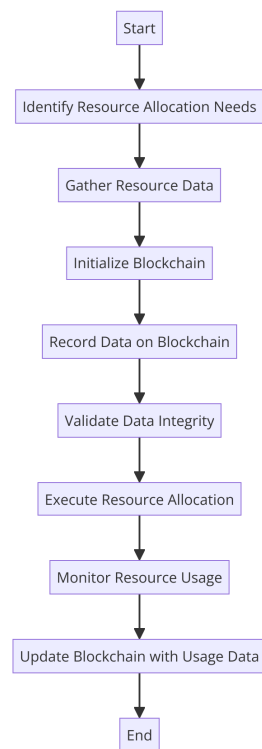 Start
Identify Resource Allocation Needs
Gather Resource Data
Initialize Blockchain
Record Data on Blockchain
Validate Data Integrity
Execute Resource Allocation
Monitor Resource Usage
Update Blockchain with Usage Data
End